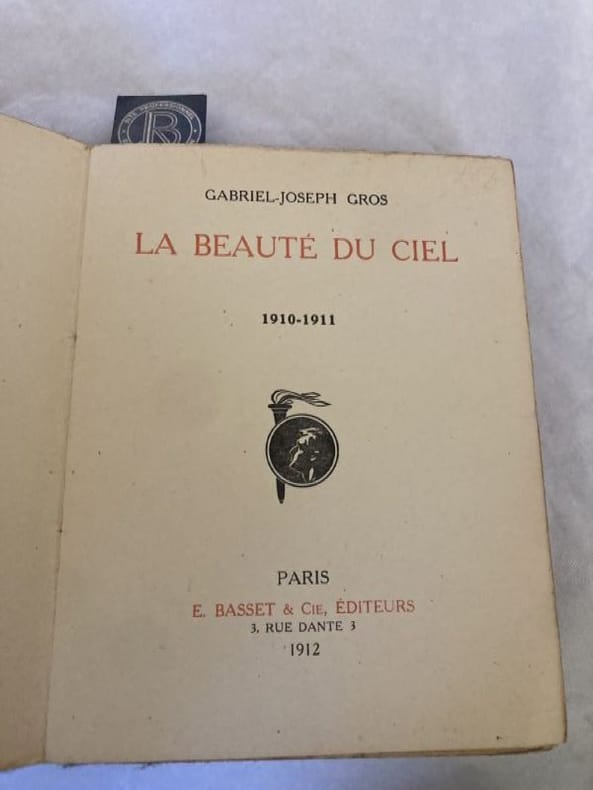 GABRIEL-JOSEPH GROS
LA BEAUTÉ DU CIEL
1910-1911
PARIS
E. BASSET & Cie, ÉDITEURS
3, RUE DANTE 3
1912